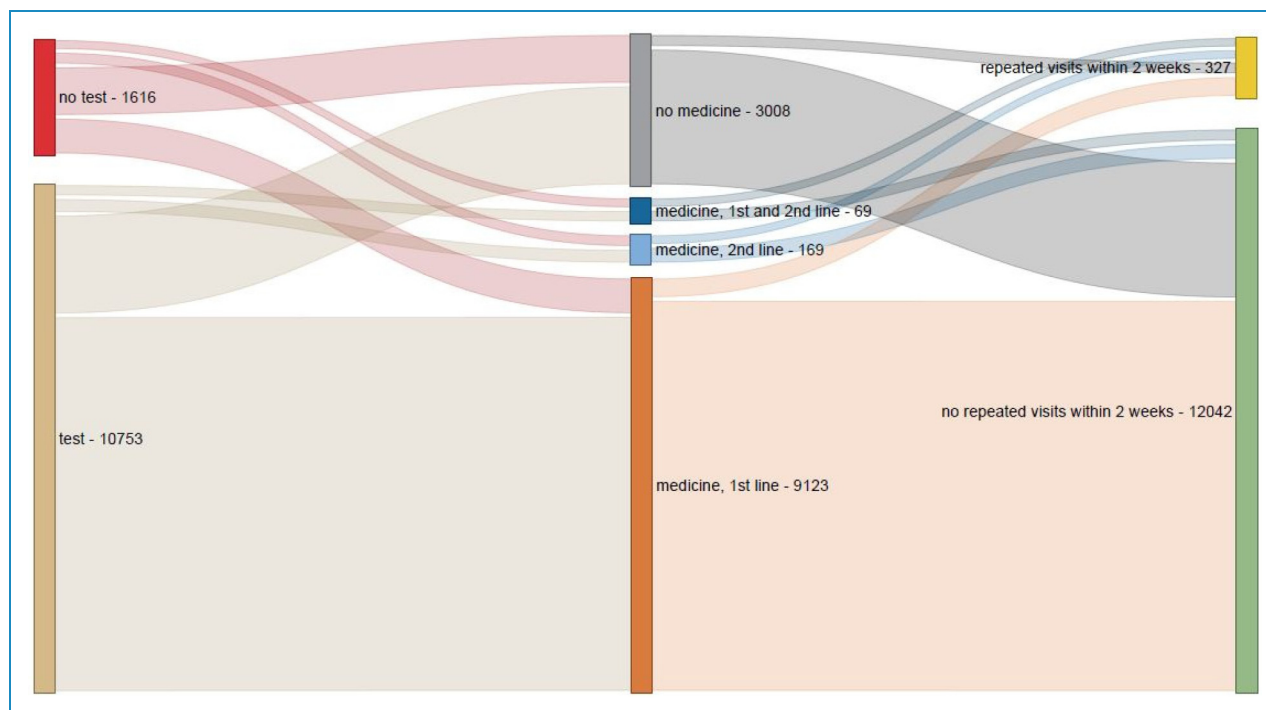 no test - 1616
test - 10753
no medicine - 3008
medicine, 1st and 2nd line - 69
medicine, 2nd line - 169
medicine, 1st line - 9123
repeated visits within 2 weeks - 327
no repeated visits within 2 weeks - 12042